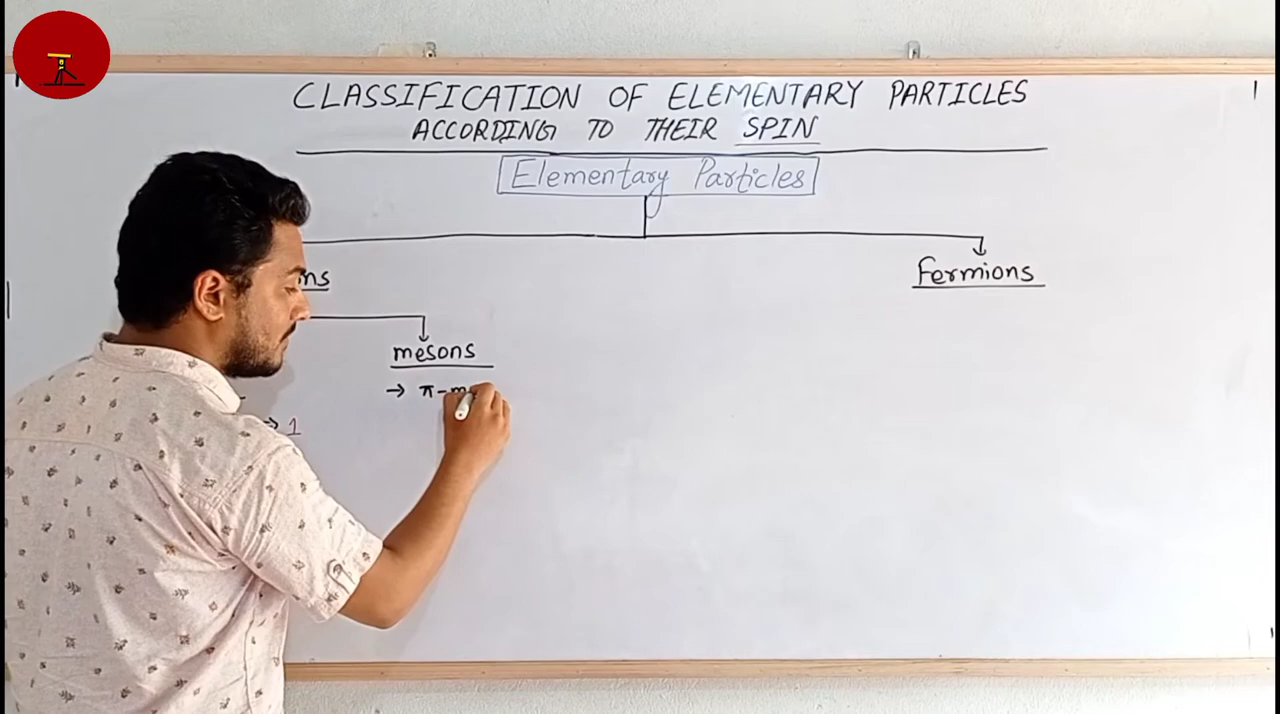 CLASSIFICATION OF ELEMENTARY PARTICLES
ACCORDING TO THEIR SPIN
Elementary Particles
ns
Fermions
mesons
→ π-m
→ 1